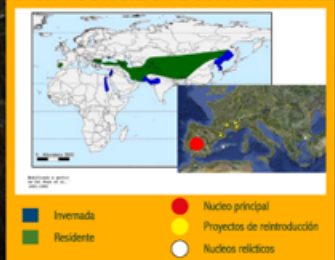 Invernada
Residente
Nucleo principal
Proyectos de reintroducción
Nucleos relícticos